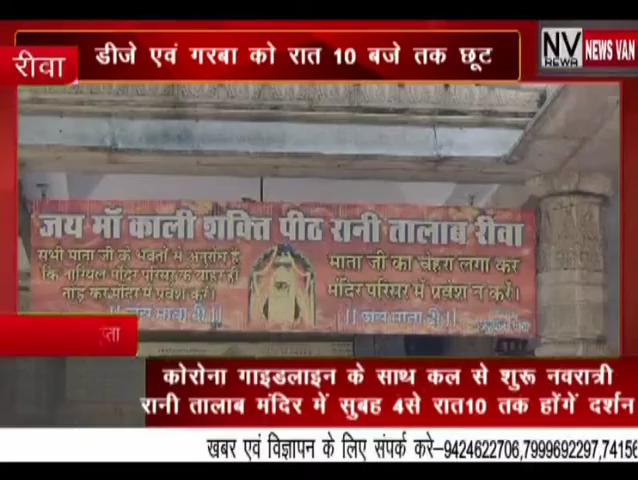 डीजे एवं गरबा को रात 10 बजे तक छूट
NV
REWA
NEWS VAN
रीवा
जय माँ काली शक्ति पीठ रानी तालाब रीवा
सभी माता जी के भक्तों से अनुरोध है
कि नारियल मंदिर परिसर के बाहर ही
तोड़ कर मंदिर में प्रवेश करें।
|| जय माता दी ||
माता जी का चेहरा लगा कर
मंदिर परिसर में प्रवेश न करें।
|| जय माता दी ||
प्ता
कोरोना गाइडलाइन के साथ कल से शुरू नवरात्री
रानी तालाब मंदिर में सुबह 4से रात10 तक होंगें दर्शन
खबर एवं विज्ञापन के लिए संपर्क करे–9424622706,7999692297,74156